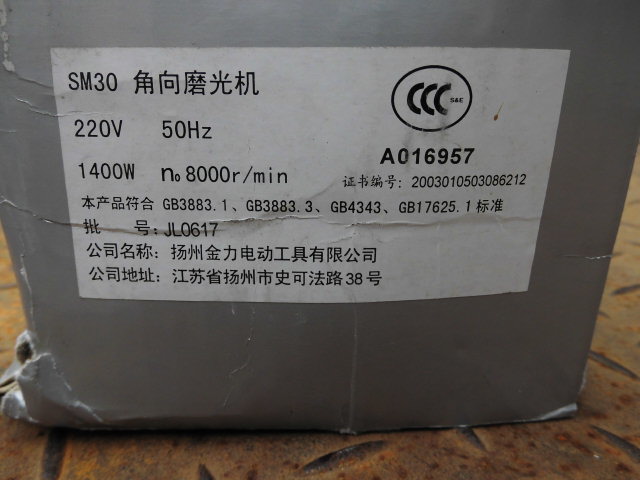 SM30 角向磨光机
CCC S&E
220V 50Hz
A016957
1400W n₀ 8000r/min
证书编号: 2003010503086212
本产品符合 GB3883.1、GB3883.3、GB4343、GB17625.1标准
批 号: JL0617
公司名称: 扬州金力电动工具有限公司
公司地址: 江苏省扬州市史可法路38号